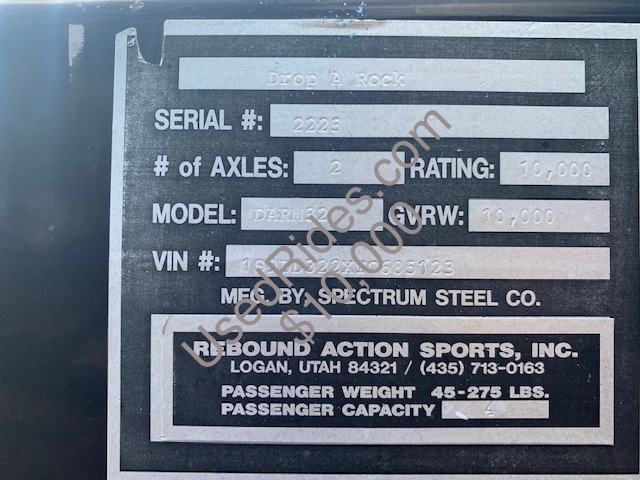 Drop A Rock
SERIAL #: 2223
# of AXLES: 2 RATING: 10,000
MODEL: GVRW: 10,000
VIN #:
MFG. BY: SPECTRUM STEEL CO.
REBOUND ACTION SPORTS, INC.
LOGAN, UTAH 84321 / (435) 713-0163
PASSENGER WEIGHT 45-275 LBS.
PASSENGER CAPACITY 4
UsedRides.com
$10,000